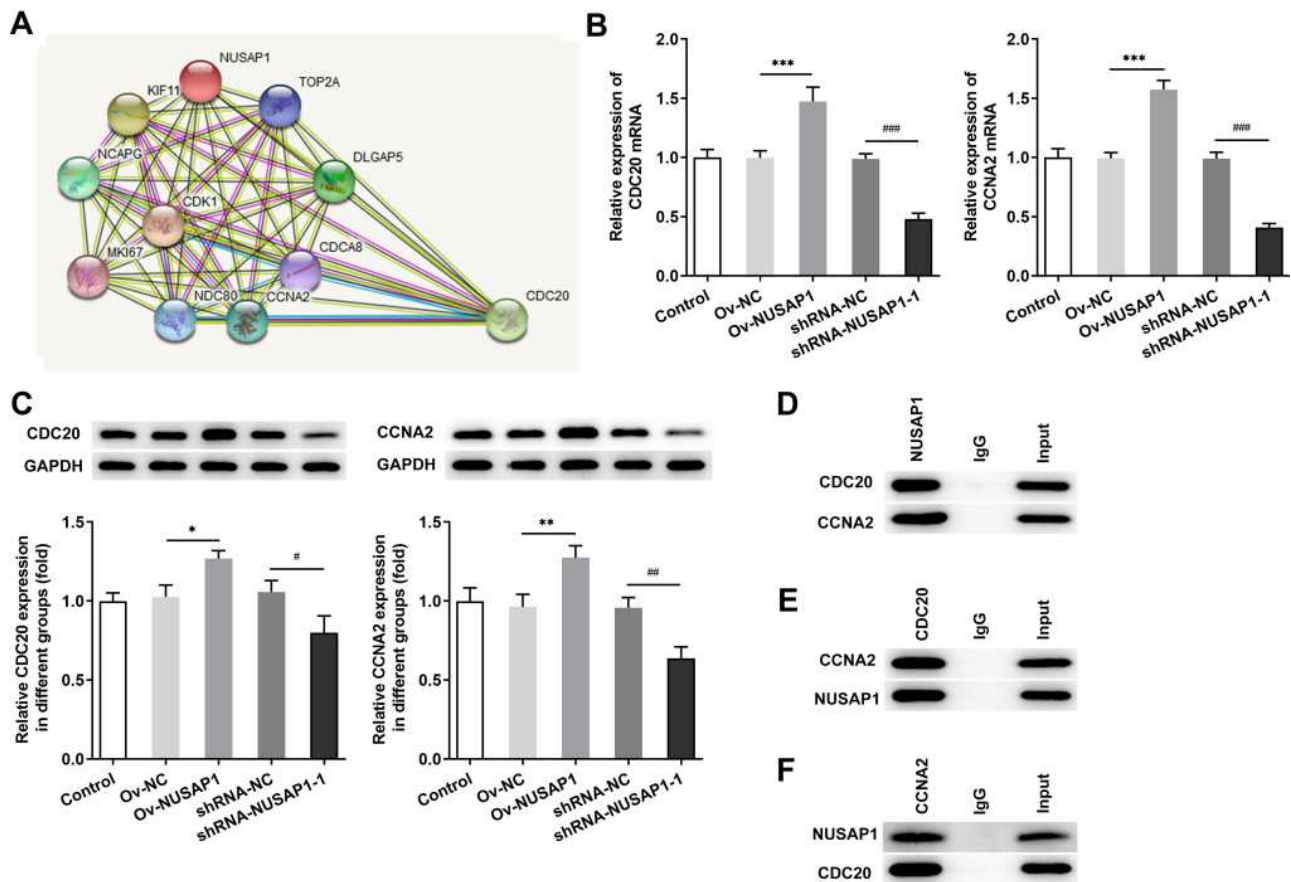 A
NUSAP1
KIF11
TOP2A
NCAPG
DLGAP5
CDK1
MKI67
CDCA8
NDC80
CCNA2
CDC20
B
Relative expression of
CDC20 mRNA
2.0
1.5
1.0
0.5
0.0
***
###
Control
Ov-NC
Ov-NUSAP1
shRNA-NC
shRNA-NUSAP1-1
Relative expression of
CCNA2 mRNA
2.0
1.5
1.0
0.5
0.0
***
###
Control
Ov-NC
Ov-NUSAP1
shRNA-NC
shRNA-NUSAP1-1
C
CDC20
GAPDH
CCNA2
GAPDH
Relative CDC20 expression
in different groups (fold)
1.5
1.0
0.5
0.0
*
#
Control
Ov-NC
Ov-NUSAP1
shRNA-NC
shRNA-NUSAP1-1
Relative CCNA2 expression
in different groups (fold)
1.5
1.0
0.5
0.0
**
##
Control
Ov-NC
Ov-NUSAP1
shRNA-NC
shRNA-NUSAP1-1
D
NUSAP1
IgG
Input
CDC20
CCNA2
E
CDC20
IgG
Input
CCNA2
NUSAP1
F
CCNA2
IgG
Input
NUSAP1
CDC20